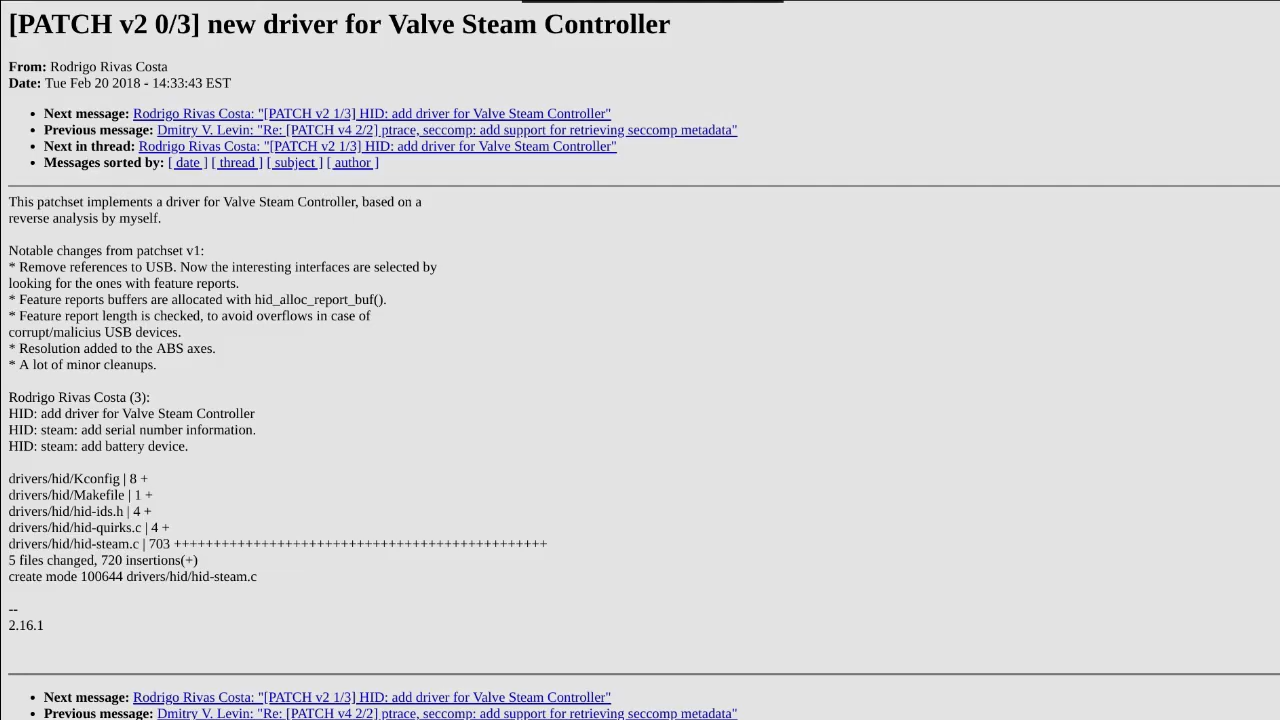 [PATCH v2 0/3] new driver for Valve Steam Controller
From: Rodrigo Rivas Costa
Date: Tue Feb 20 2018 - 14:33:43 EST
• Next message: Rodrigo Rivas Costa: "[PATCH v2 1/3] HID: add driver for Valve Steam Controller"
• Previous message: Dmitry V. Levin: "Re: [PATCH v4 2/2] ptrace, seccomp: add support for retrieving seccomp metadata"
• Next in thread: Rodrigo Rivas Costa: "[PATCH v2 1/3] HID: add driver for Valve Steam Controller"
• Messages sorted by: [ date ] [ thread ] [ subject ] [ author ]
This patchset implements a driver for Valve Steam Controller, based on a
reverse analysis by myself.
Notable changes from patchset v1:
* Remove references to USB. Now the interesting interfaces are selected by
looking for the ones with feature reports.
* Feature reports buffers are allocated with hid_alloc_report_buf().
* Feature report length is checked, to avoid overflows in case of
corrupt/malicius USB devices.
* Resolution added to the ABS axes.
* A lot of minor cleanups.
Rodrigo Rivas Costa (3):
HID: add driver for Valve Steam Controller
HID: steam: add serial number information.
HID: steam: add battery device.
drivers/hid/Kconfig | 8 +
drivers/hid/Makefile | 1 +
drivers/hid/hid-ids.h | 4 +
drivers/hid/hid-quirks.c | 4 +
drivers/hid/hid-steam.c | 703 +++++++++++++++++++++++++++++++++++++++++++++++
5 files changed, 720 insertions(+)
create mode 100644 drivers/hid/hid-steam.c
--
2.16.1
• Next message: Rodrigo Rivas Costa: "[PATCH v2 1/3] HID: add driver for Valve Steam Controller"
• Previous message: Dmitry V. Levin: "Re: [PATCH v4 2/2] ptrace, seccomp: add support for retrieving seccomp metadata"